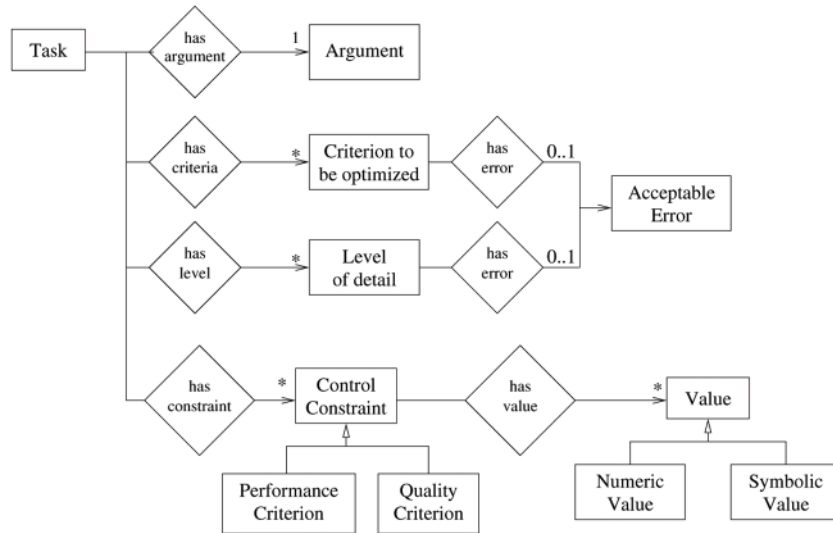 Task
has
argument
1
Argument
has
criteria
*
Criterion to
be optimized
has
error
0..1
Acceptable
Error
has
level
*
Level
of detail
has
error
0..1
has
constraint
*
Control
Constraint
has
value
*
Value
Performance
Criterion
Quality
Criterion
Numeric
Value
Symbolic
Value